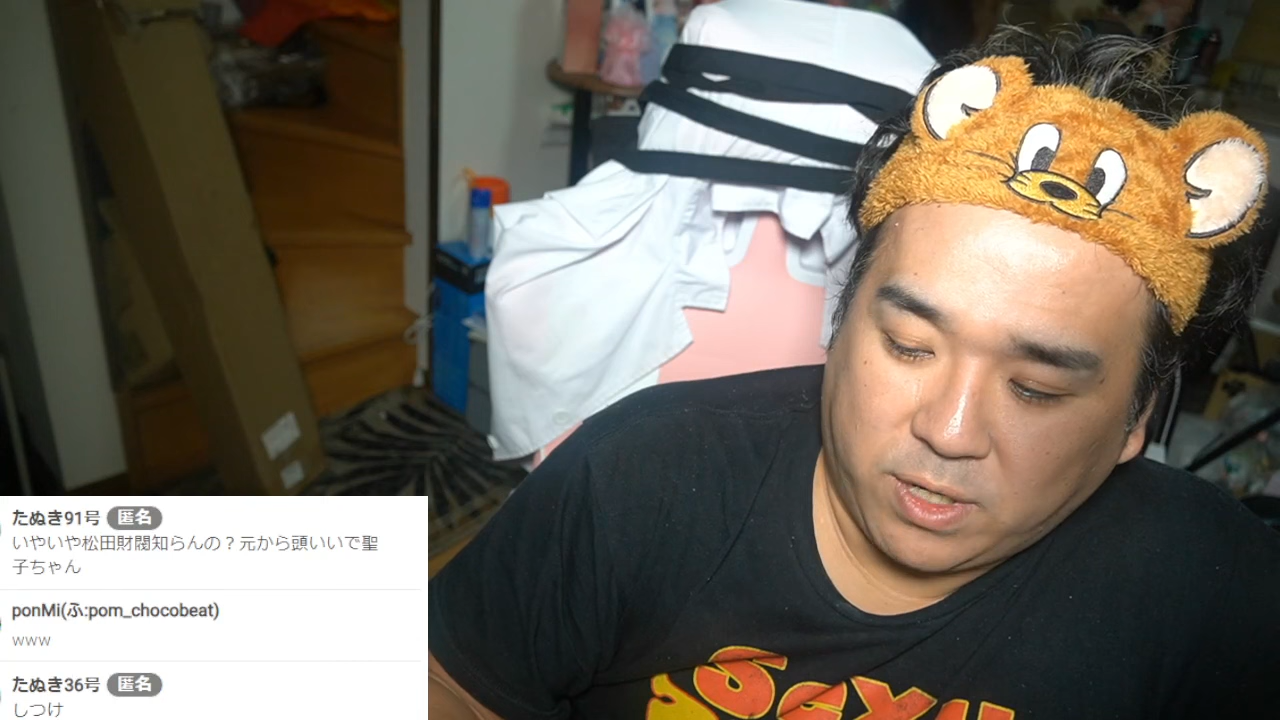 たぬき91号 匿名
いやいや松田財閥知らんの？元から頭いいで聖
子ちゃん
ponMi(ふ:pom_chocobeat)
www
たぬき36号 匿名
しつけ
SEXY